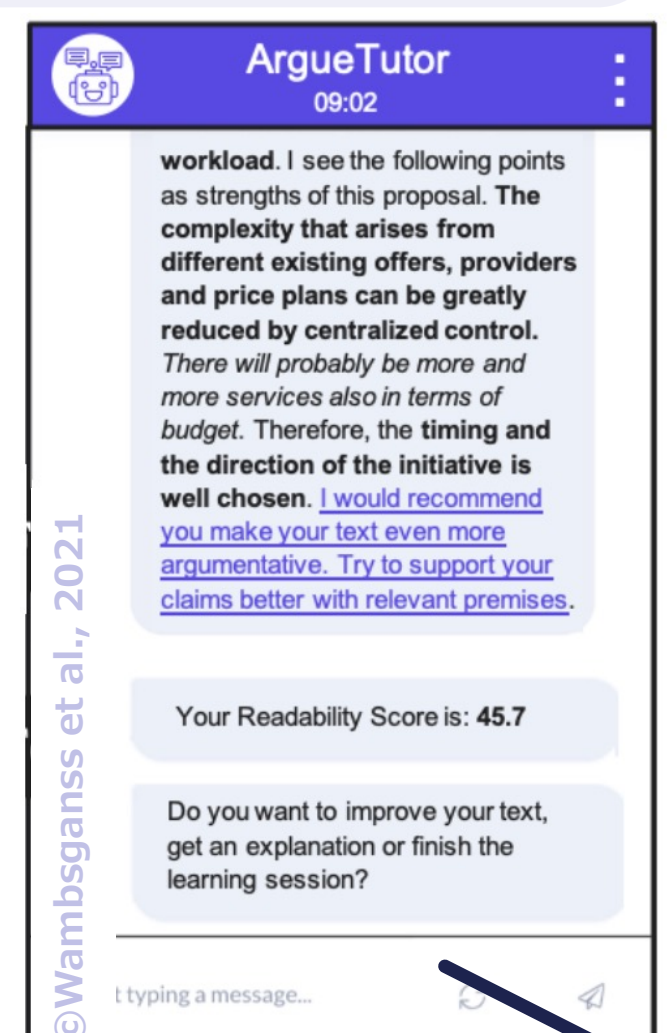 ArgueTutor
09:02
workload. I see the following points
as strengths of this proposal. The
complexity that arises from
different existing offers, providers
and price plans can be greatly
reduced by centralized control.
There will probably be more and
more services also in terms of
budget. Therefore, the timing and
the direction of the initiative is
well chosen. I would recommend
you make your text even more
argumentative. Try to support your
claims better with relevant premises.
Your Readability Score is: 45.7
Do you want to improve your text,
get an explanation or finish the
learning session?
t typing a message...
©Wambsganss et al., 2021